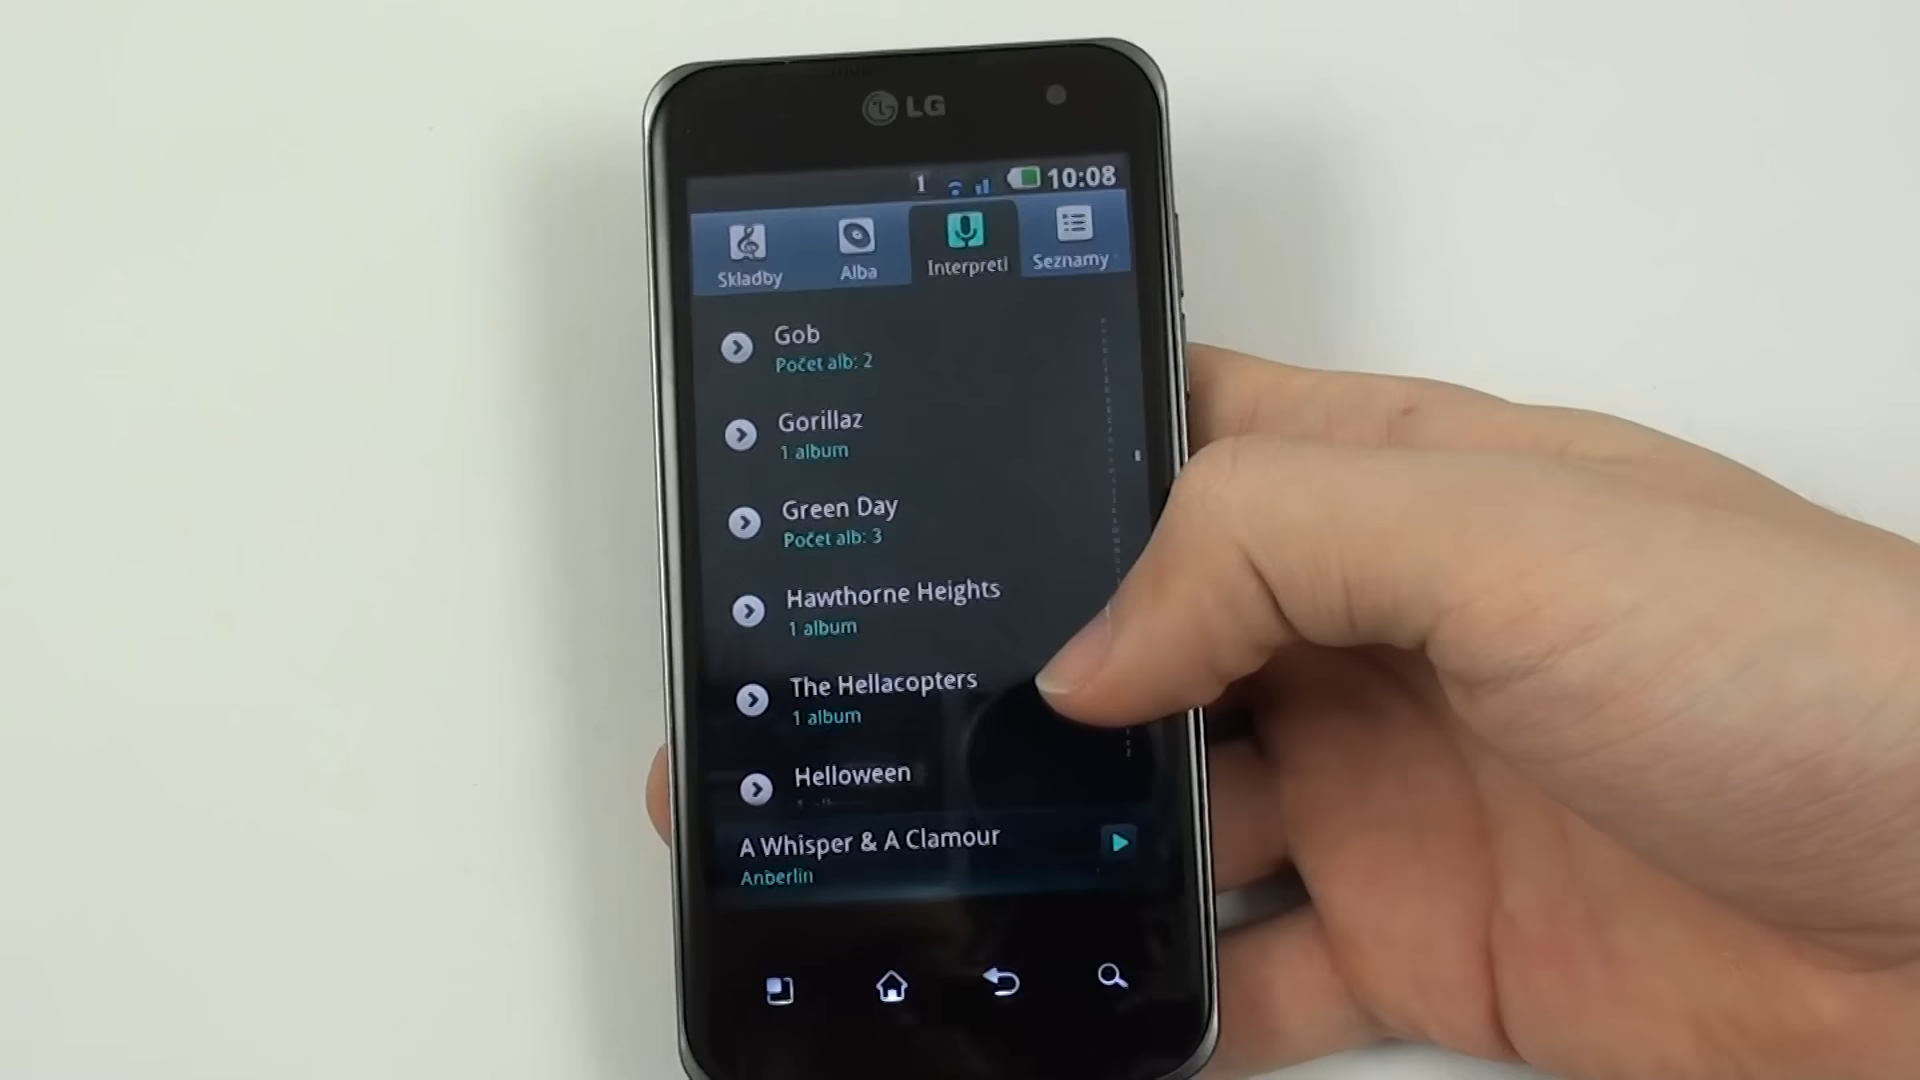 LG
1 10:08
Skladby Alba Interpreti Seznamy
Gob
Počet alb: 2
Gorillaz
1 album
Green Day
Počet alb: 3
Hawthorne Heights
1 album
The Hellacopters
1 album
Helloween
A Whisper & A Clamour
Anberlin